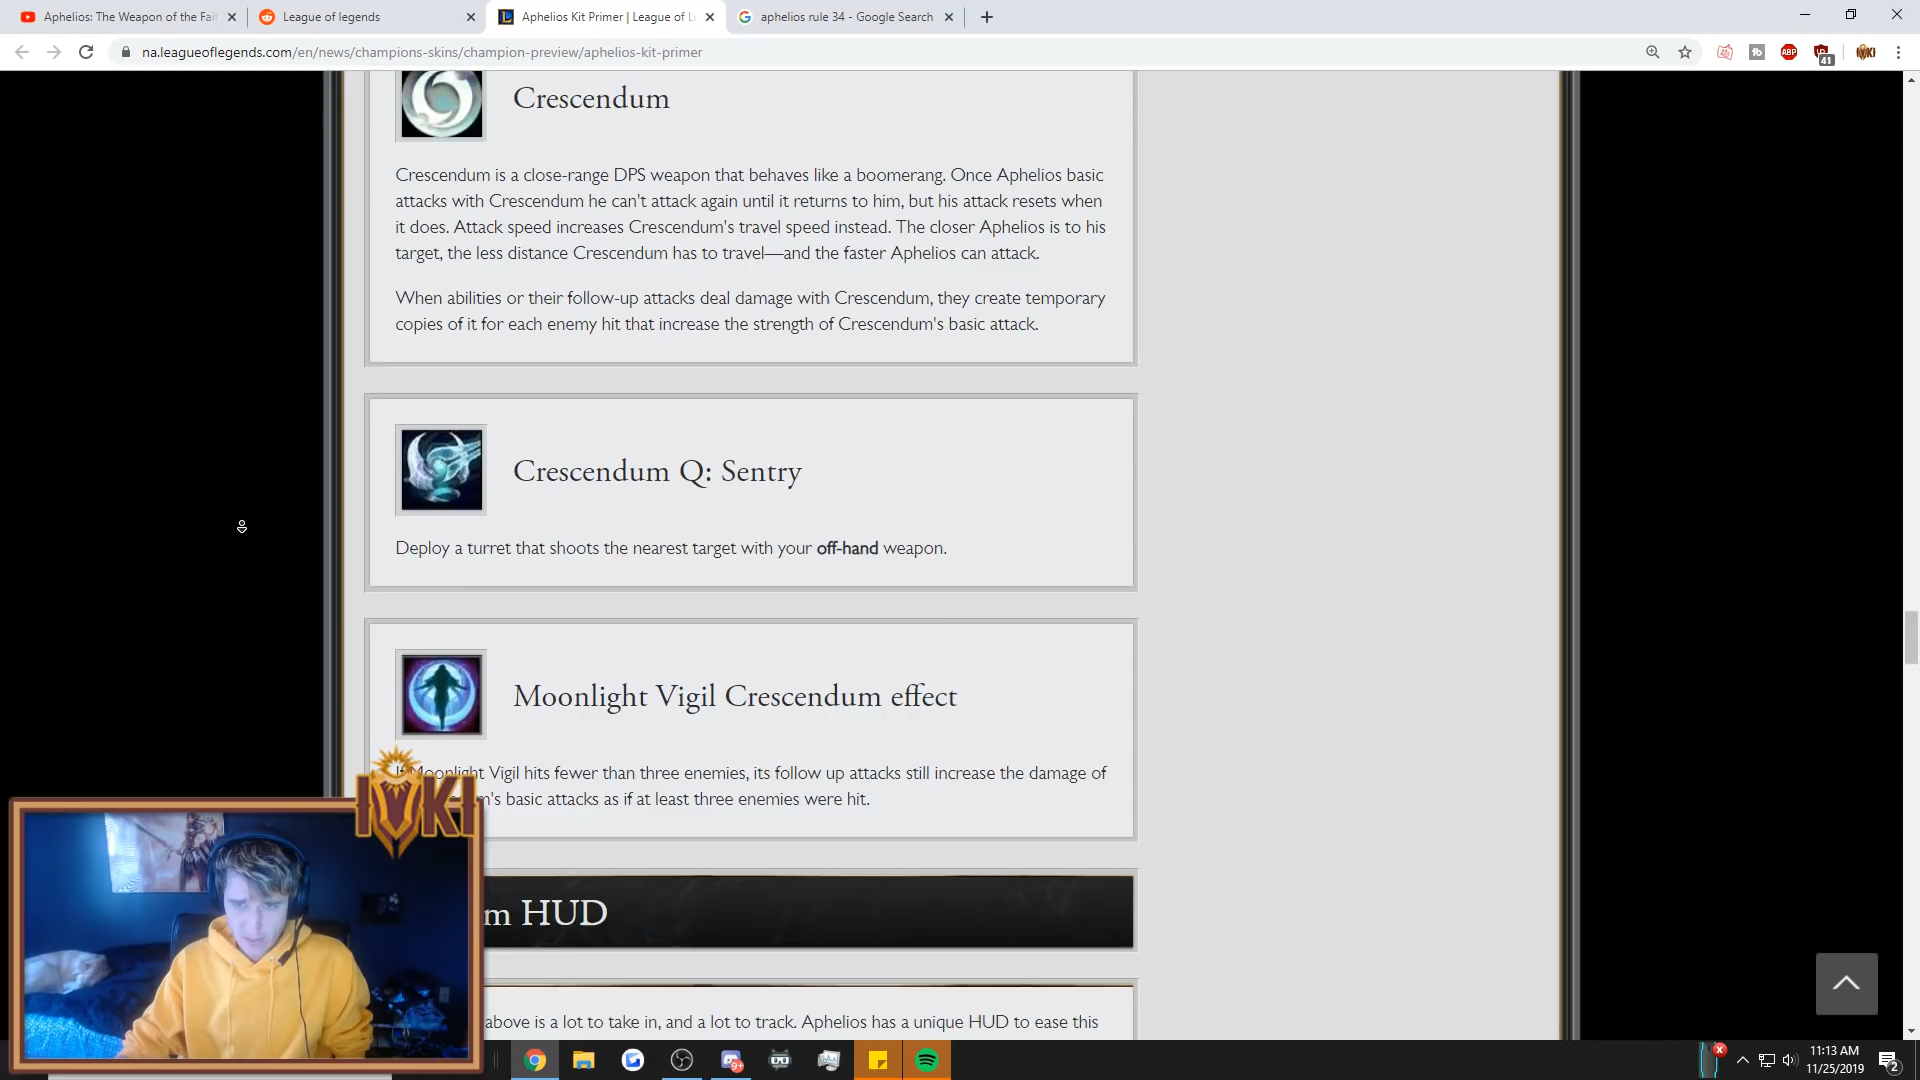 Aphelios: The Weapon of the Fai
League of legends
Aphelios Kit Primer | League of L
aphelios rule 34 - Google Search
na.leagueoflegends.com/en/news/champions-skins/champion-preview/aphelios-kit-primer
ABP
41
IVKI
Crescendum
Crescendum is a close-range DPS weapon that behaves like a boomerang. Once Aphelios basic
attacks with Crescendum he can't attack again until it returns to him, but his attack resets when
it does. Attack speed increases Crescendum's travel speed instead. The closer Aphelios is to his
target, the less distance Crescendum has to travel—and the faster Aphelios can attack.
When abilities or their follow-up attacks deal damage with Crescendum, they create temporary
copies of it for each enemy hit that increase the strength of Crescendum's basic attack.
Crescendum Q: Sentry
Deploy a turret that shoots the nearest target with your off-hand weapon.
Moonlight Vigil Crescendum effect
If Moonlight Vigil hits fewer than three enemies, its follow up attacks still increase the damage of
m's basic attacks as if at least three enemies were hit.
IVKI
m HUD
above is a lot to take in, and a lot to track. Aphelios has a unique HUD to ease this
9+
11:13 AM
11/25/2019
2